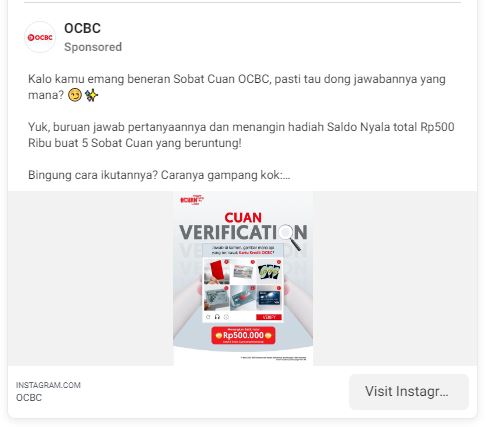 OCBC
OCBC
Sponsored
Kalo kamu emang beneran Sobat Cuan OCBC, pasti tau dong jawabannya yang
mana? 😉 ✨
Yuk, buruan jawab pertanyaannya dan menangin hadiah Saldo Nyala total Rp500
Ribu buat 5 Sobat Cuan yang beruntung!
Bingung cara ikutannya? Caranya gampang kok:...
CUAN
VERIFICATION
Jawab di komen, gambar mana aja
yang termasuk Kartu Kredit OCBC?
VERIFY
Rp500.000
INSTAGRAM.COM
OCBC
Visit Instagr...